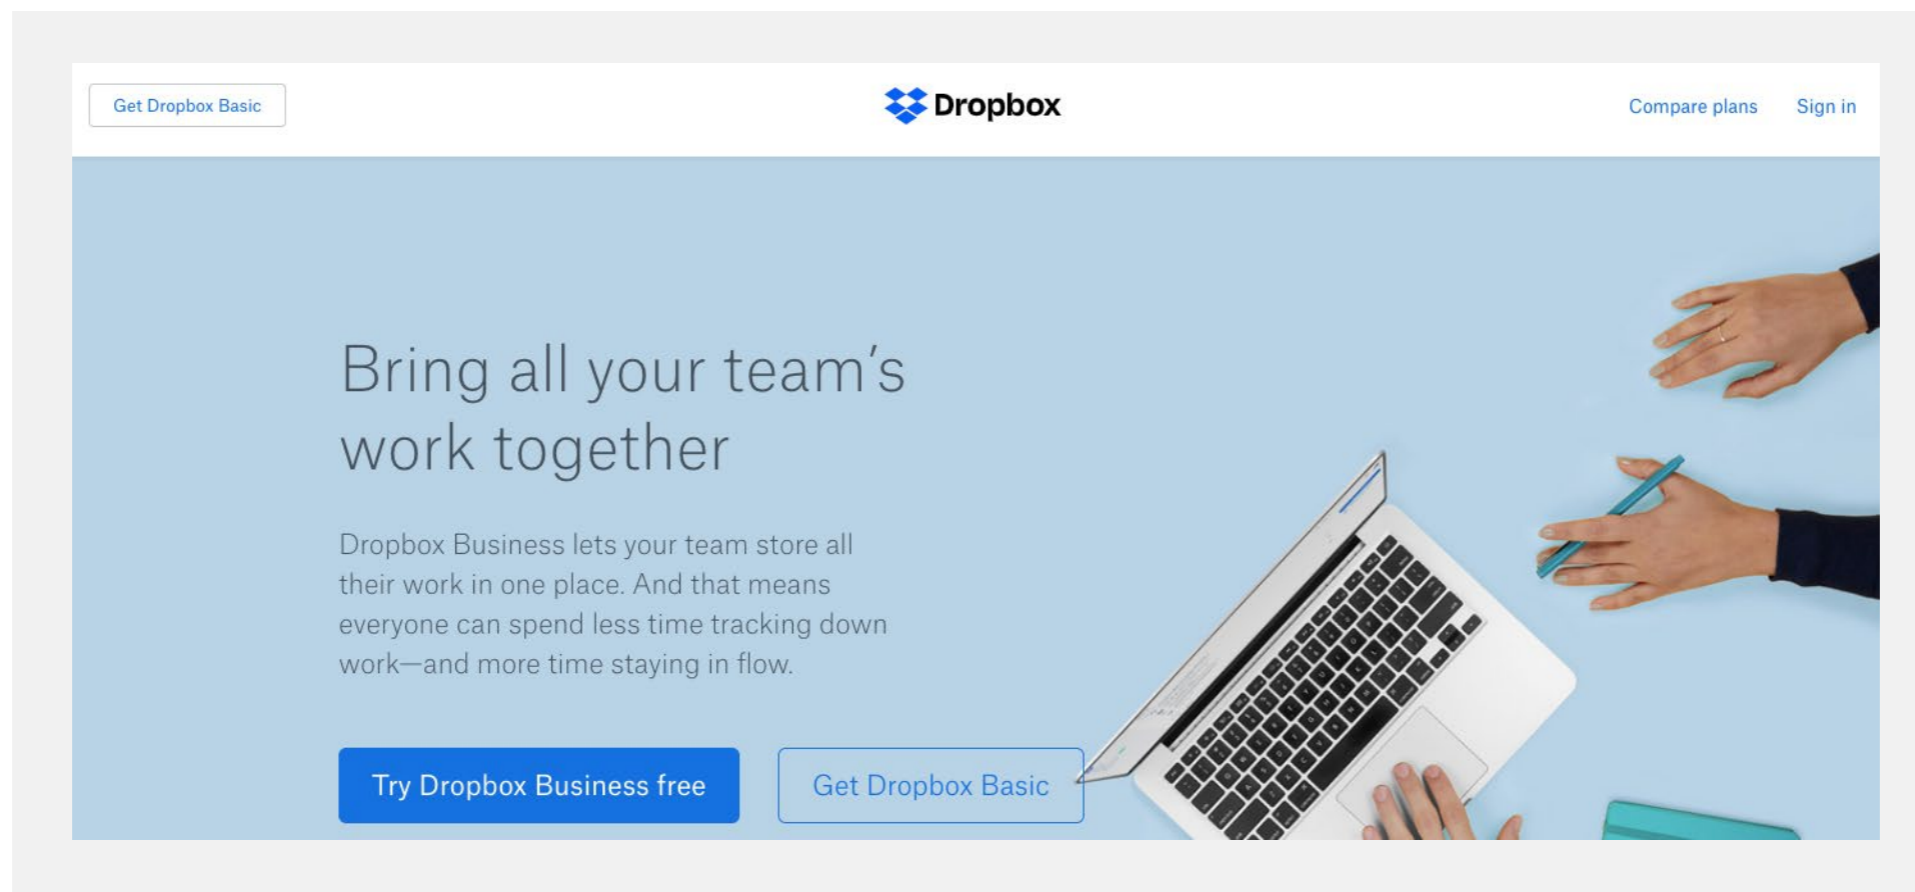 Get Dropbox Basic
Dropbox
Compare plans
Sign in
Bring all your team’s
work together
Dropbox Business lets your team store all
their work in one place. And that means
everyone can spend less time tracking down
work—and more time staying in flow.
Try Dropbox Business free
Get Dropbox Basic